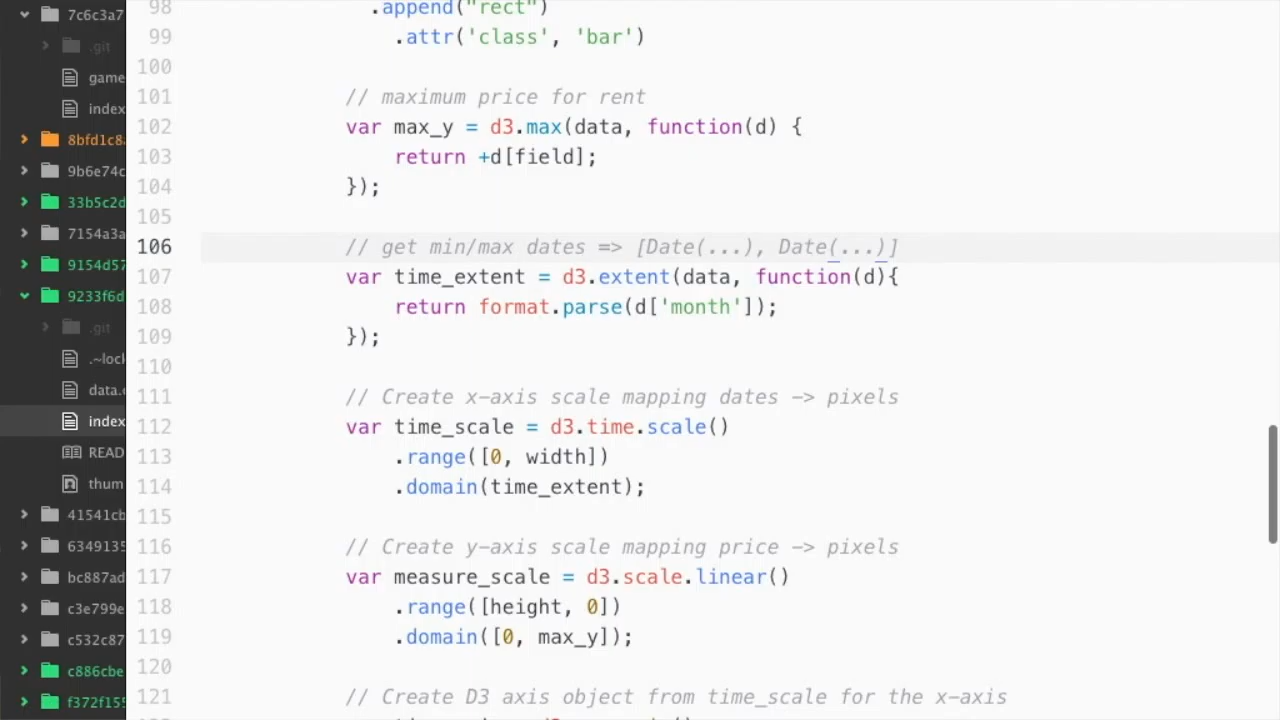 7c6c3a7
.git
game
index
8bfd1c8
9b6e74c
33b5c2d
7154a3a
9154d57
9233f6d
.git
.~lock
data.
index
READ
thum
41541cb
6349135
bc887ad
c3e799e
c532c87
c886cbe
f372f155
98 .append("rect")
99 .attr('class', 'bar')
100
101 // maximum price for rent
102 var max_y = d3.max(data, function(d) {
103 return +d[field];
104 });
105
106 // get min/max dates => [Date(...), Date(...)]
107 var time_extent = d3.extent(data, function(d){
108 return format.parse(d['month']);
109 });
110
111 // Create x-axis scale mapping dates -> pixels
112 var time_scale = d3.time.scale()
113 .range([0, width])
114 .domain(time_extent);
115
116 // Create y-axis scale mapping price -> pixels
117 var measure_scale = d3.scale.linear()
118 .range([height, 0])
119 .domain([0, max_y]);
120
121 // Create D3 axis object from time_scale for the x-axis